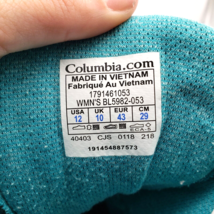 Columbia.com
MADE IN VIETNAM
Fabriqué Au Vietnam
1791461053
WMN'S BL5982-053
USA UK EUR CM
12 10 43 29
40403 CJS 0118 218
191454887573